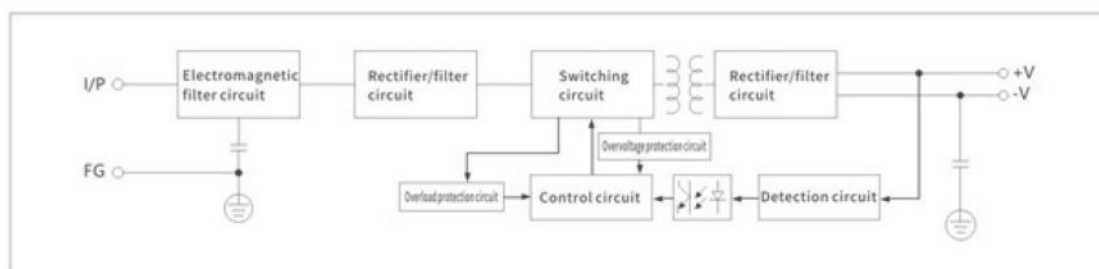 I/P
Electromagnetic
filter circuit
Rectifier/filter
circuit
Switching
circuit
Rectifier/filter
circuit
+V
-V
Overvoltage protection circuit
FG
Overload protection circuit
Control circuit
Detection circuit